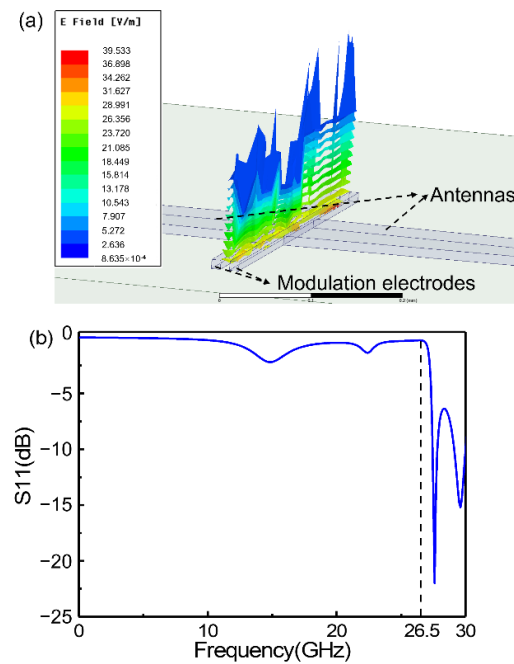 (a)
E Field [V/m]
39.533
36.898
34.262
31.627
28.991
26.356
23.720
21.085
18.449
15.814
13.178
10.543
7.907
5.272
2.636
8.635×10⁻⁴
Antennas
Modulation electrodes
(b)
0
−5
−10
−15
−20
−25
S11(dB)
0 10 20 26.5 30
Frequency(GHz)